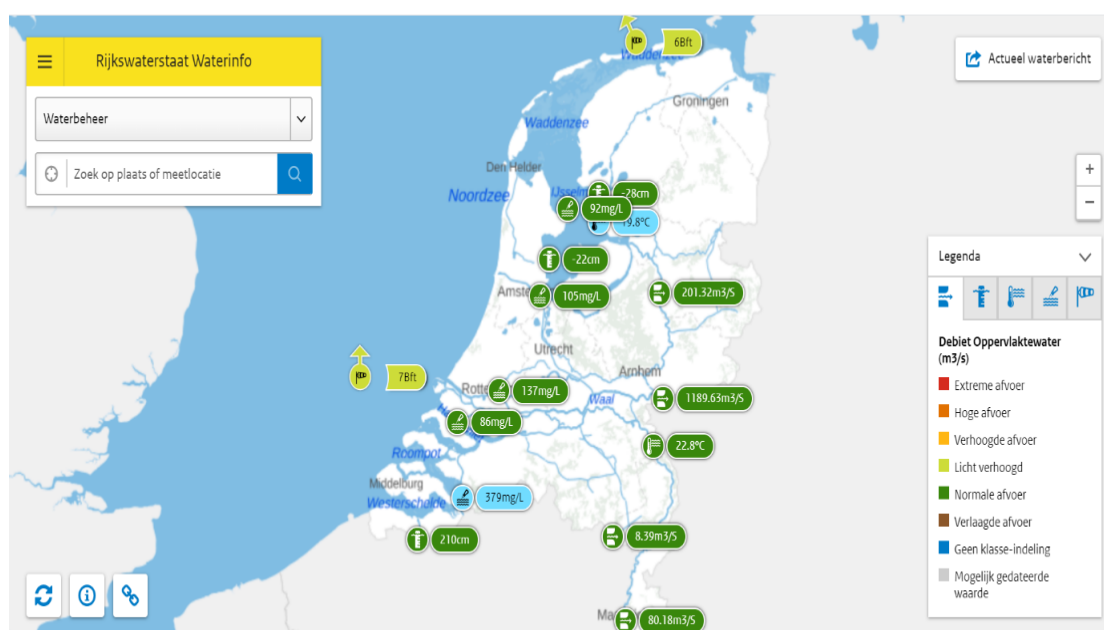 Rijkswaterstaat Waterinfo
Waterbeheer
Zoek op plaats of meetlocatie
Actueel waterbericht
+
−
Legenda
Debiet Oppervlaktewater
(m3/s)
Extreme afvoer
Hoge afvoer
Verhoogde afvoer
Licht verhoogd
Normale afvoer
Verlaagde afvoer
Geen klasse-indeling
Mogelijk gedateerde
waarde
6Bft
Waddenzee
Groningen
Waddenzee
Den Helder
Noordzee
-28cm
92mg/L
19.8°C
-22cm
105mg/L
201.32m3/S
Utrecht
Arnhem
7Bft
137mg/L
Waal
1189.63m3/S
86mg/L
22.8°C
Roompot
Middelburg
Westerschelde
379mg/L
210cm
8.39m3/S
80.18m3/S